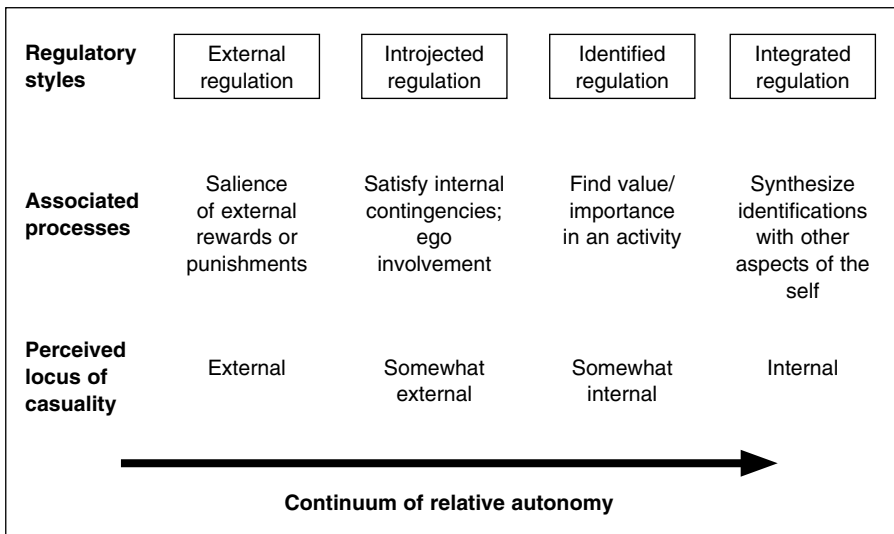 Regulatory
styles
External
regulation
Introjected
regulation
Identified
regulation
Integrated
regulation
Associated
processes
Salience
of external
rewards or
punishments
Satisfy internal
contingencies;
ego
involvement
Find value/
importance
in an activity
Synthesize
identifications
with other
aspects of the
self
Perceived
locus of
casuality
External
Somewhat
external
Somewhat
internal
Internal
Continuum of relative autonomy